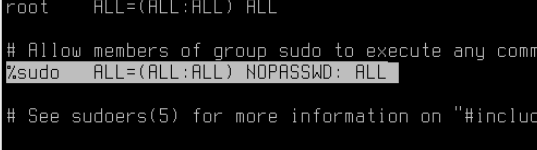 root ALL=(ALL:ALL) ALL
# Allow members of group sudo to execute any comm
%sudo ALL=(ALL:ALL) NOPASSWD: ALL
# See sudoers(5) for more information on "#includ